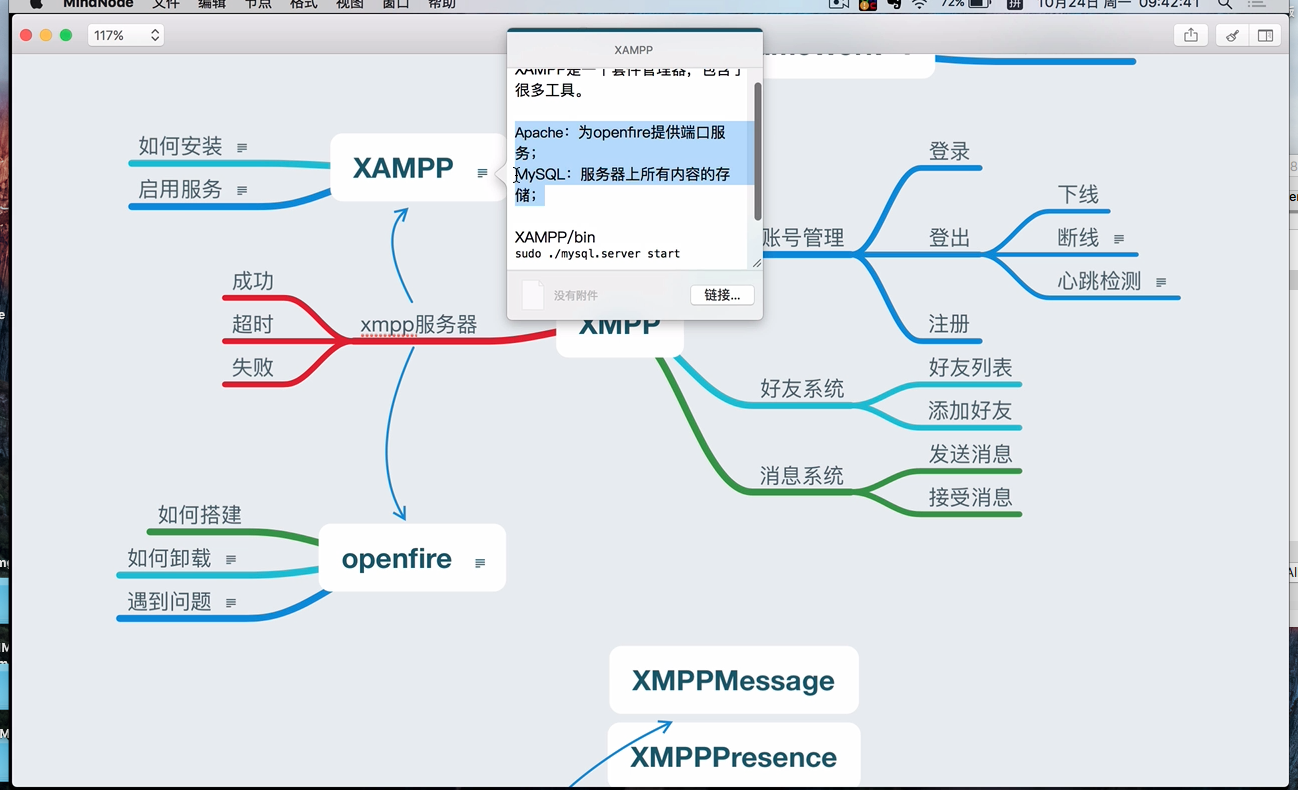 MindNode 文件 编辑 节点 格式 视图 窗口 帮助
72% 拼 10月24日 周一 09:42:41
117%
XAMPP
XAMPP是一个套件管理器，包含了
很多工具。
Apache：为openfire提供端口服
务；
MySQL：服务器上所有内容的存
储；
XAMPP/bin
sudo ./mysql.server start
没有附件
链接...
如何安装
启用服务
XAMPP
成功
超时
失败
xmpp服务器
XMPP
账号管理
登录
登出
下线
断线
心跳检测
注册
好友系统
好友列表
添加好友
消息系统
发送消息
接受消息
如何搭建
如何卸载
遇到问题
openfire
XMPPMessage
XMPPPresence